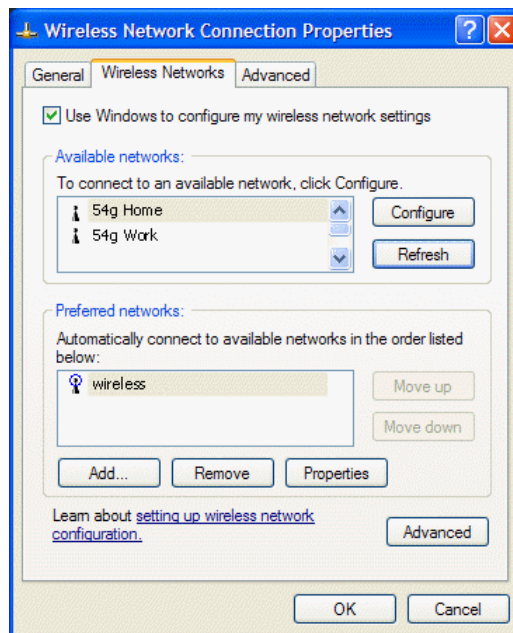 Wireless Network Connection Properties
General Wireless Networks Advanced
Use Windows to configure my wireless network settings
Available networks:
To connect to an available network, click Configure.
54g Home
54g Work
Configure
Refresh
Preferred networks:
Automatically connect to available networks in the order listed
below:
wireless
Move up
Move down
Add... Remove Properties
Learn about setting up wireless network
configuration.
Advanced
OK Cancel